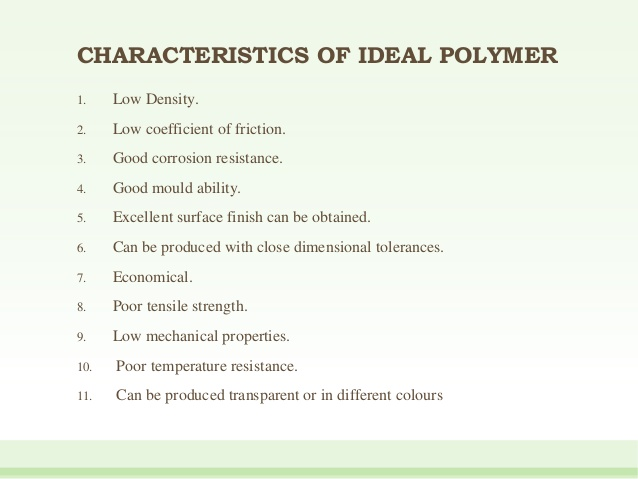 CHARACTERISTICS OF IDEAL POLYMER
1. Low Density.
2. Low coefficient of friction.
3. Good corrosion resistance.
4. Good mould ability.
5. Excellent surface finish can be obtained.
6. Can be produced with close dimensional tolerances.
7. Economical.
8. Poor tensile strength.
9. Low mechanical properties.
10. Poor temperature resistance.
11. Can be produced transparent or in different colours